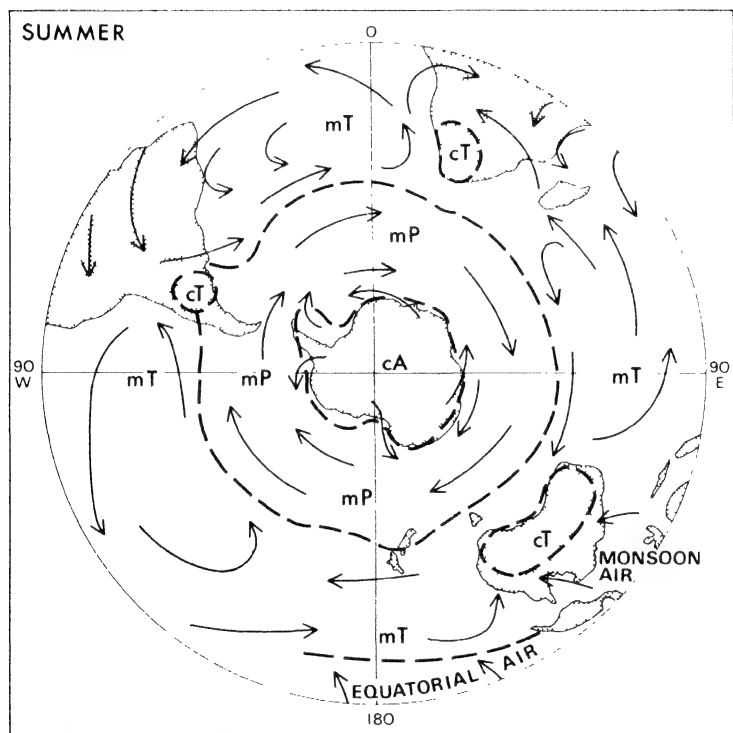 SUMMER
0
mT
cT
mP
cT
cA
90
W
mT
mP
mT
90
E
mP
cT
MONSOON
AIR
mT
EQUATORIAL AIR
180